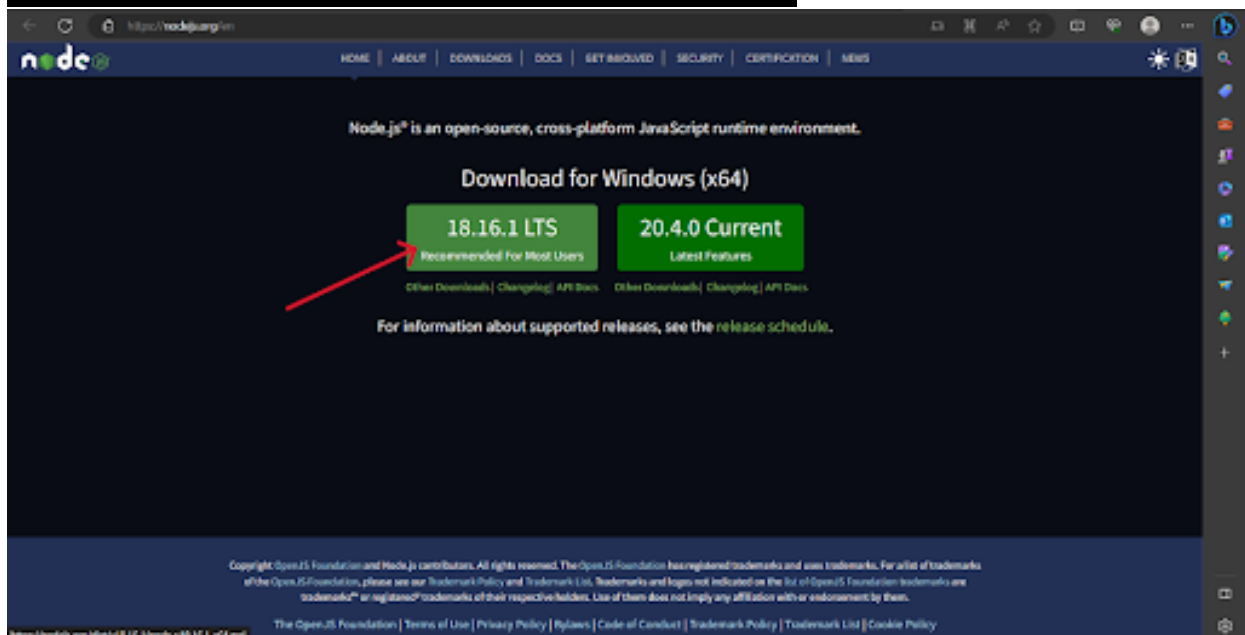 https://nodejs.org/en
node
HOME | ABOUT | DOWNLOADS | DOCS | GET INVOLVED | SECURITY | CERTIFICATION | NEWS
Node.js® is an open-source, cross-platform JavaScript runtime environment.
Download for Windows (x64)
18.16.1 LTS
Recommended For Most Users
20.4.0 Current
Latest Features
Other Downloads | Changelog | API Docs
Other Downloads | Changelog | API Docs
For information about supported releases, see the release schedule.
Copyright OpenJS Foundation and Node.js contributors. All rights reserved. The OpenJS Foundation has registered trademarks and uses trademarks. For a list of trademarks
of the OpenJS Foundation, please see our Trademark Policy and Trademark List. Trademarks and logos not indicated on the list of OpenJS Foundation trademarks are
trademarks™ or registered® trademarks of their respective holders. Use of them does not imply any affiliation with or endorsement by them.
The OpenJS Foundation | Terms of Use | Privacy Policy | Bylaws | Code of Conduct | Trademark Policy | Trademark List | Cookie Policy